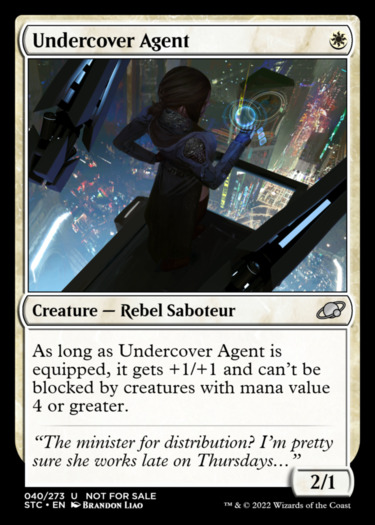 Undercover Agent
Creature — Rebel Saboteur
As long as Undercover Agent is
equipped, it gets +1/+1 and can't be
blocked by creatures with mana value
4 or greater.
“The minister for distribution? I'm pretty
sure she works late on Thursdays…”
2/1
040/273 U NOT FOR SALE
STC • EN Brandon Liao
™ & © 2022 Wizards of the Coast